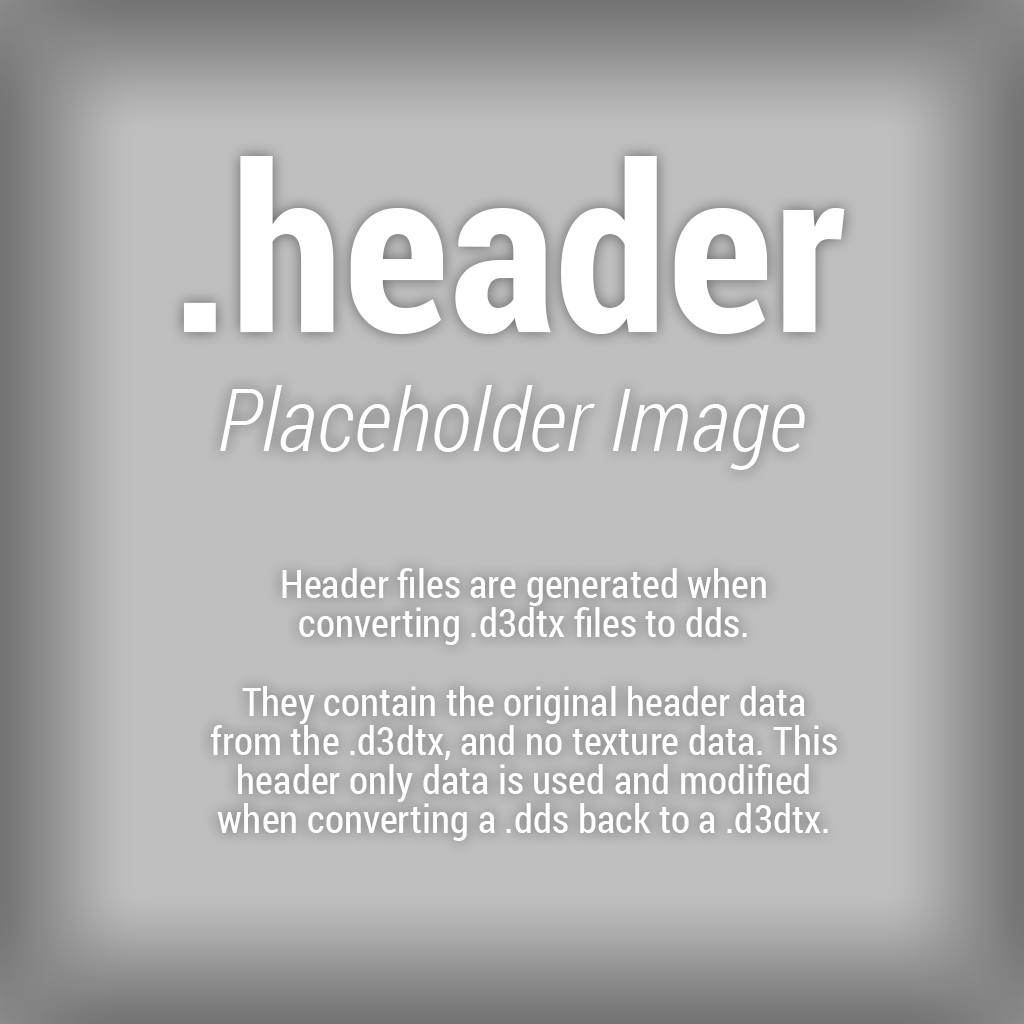 .header
Placeholder Image
Header files are generated when
converting .d3dtx files to dds.
They contain the original header data
from the .d3dtx, and no texture data. This
header only data is used and modified
when converting a .dds back to a .d3dtx.